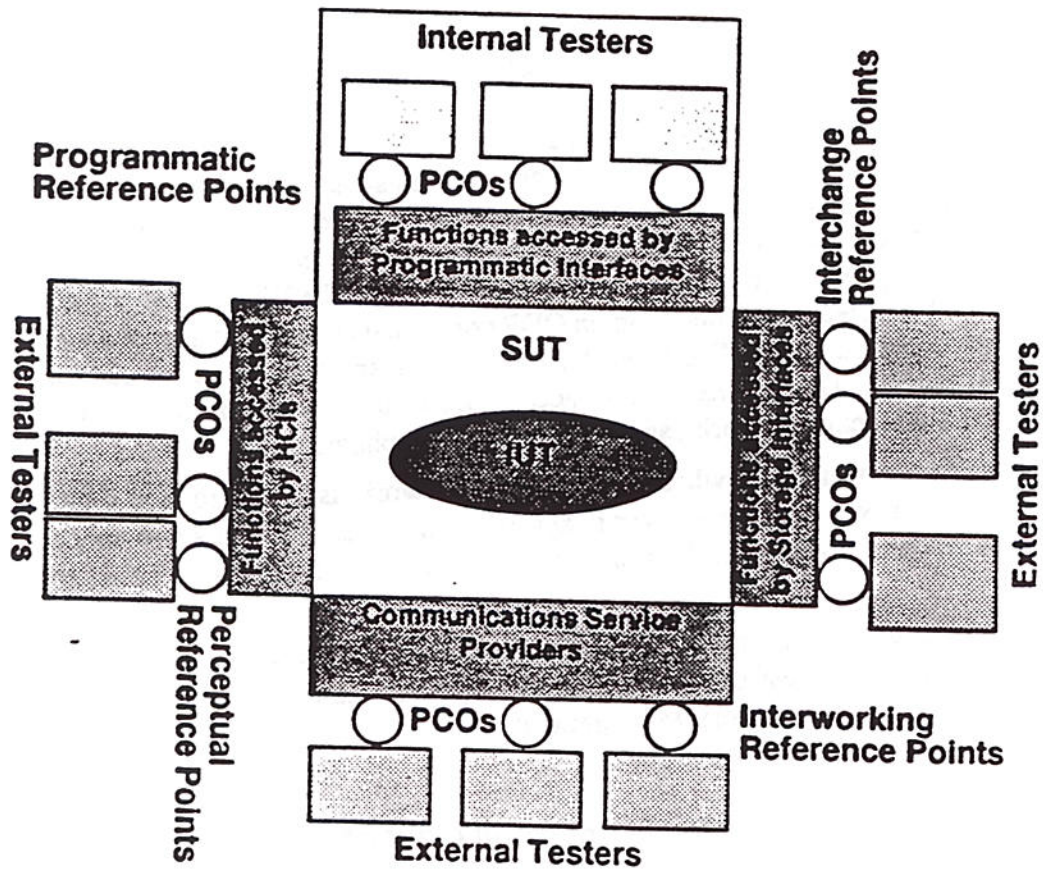 Internal Testers
Programmatic
Reference Points
PCOs
Functions accessed by
Programmatic Interfaces
Interchange
Reference Points
External Testers
PCOs
Functions accessed
by HCIs
SUT
IUT
Functions accessed
by Storage Interfaces
PCOs
External Testers
Perceptual
Reference Points
Communications Service
Providers
PCOs
Interworking
Reference Points
External Testers